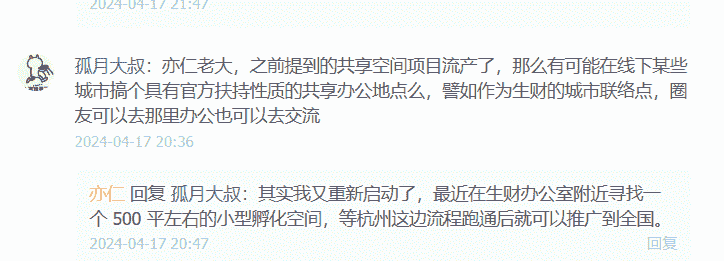 2024-04-17 21:47
孤月大叔：亦仁老大，之前提到的共享空间项目流产了，那么有可能在线下某些
城市搞个具有官方扶持性质的共享办公地点么，譬如作为生财的城市联络点，圈
友可以去那里办公也可以去交流
2024-04-17 20:36
亦仁 回复 孤月大叔：其实我又重新启动了，最近在生财办公室附近寻找一
个 500 平左右的小型孵化空间，等杭州这边流程跑通后就可以推广到全国。
2024-04-17 20:47
回复